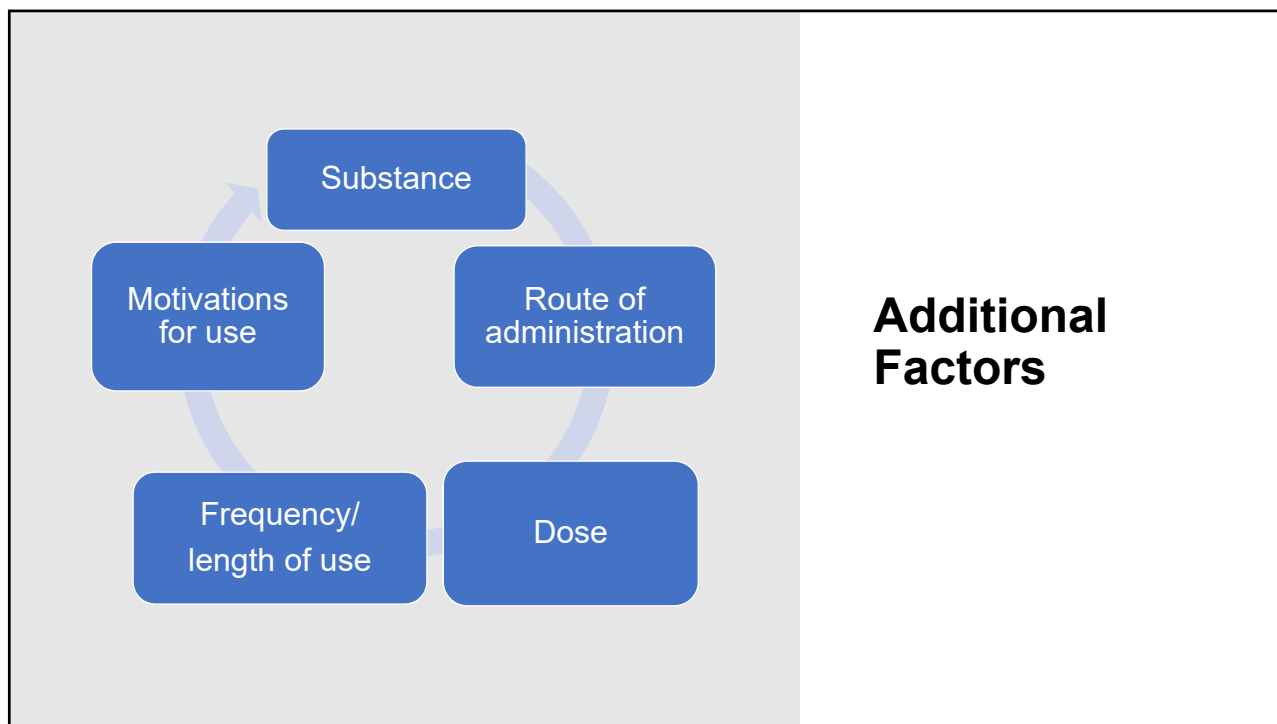 Substance
Route of
administration
Dose
Frequency/
length of use
Motivations
for use
Additional
Factors